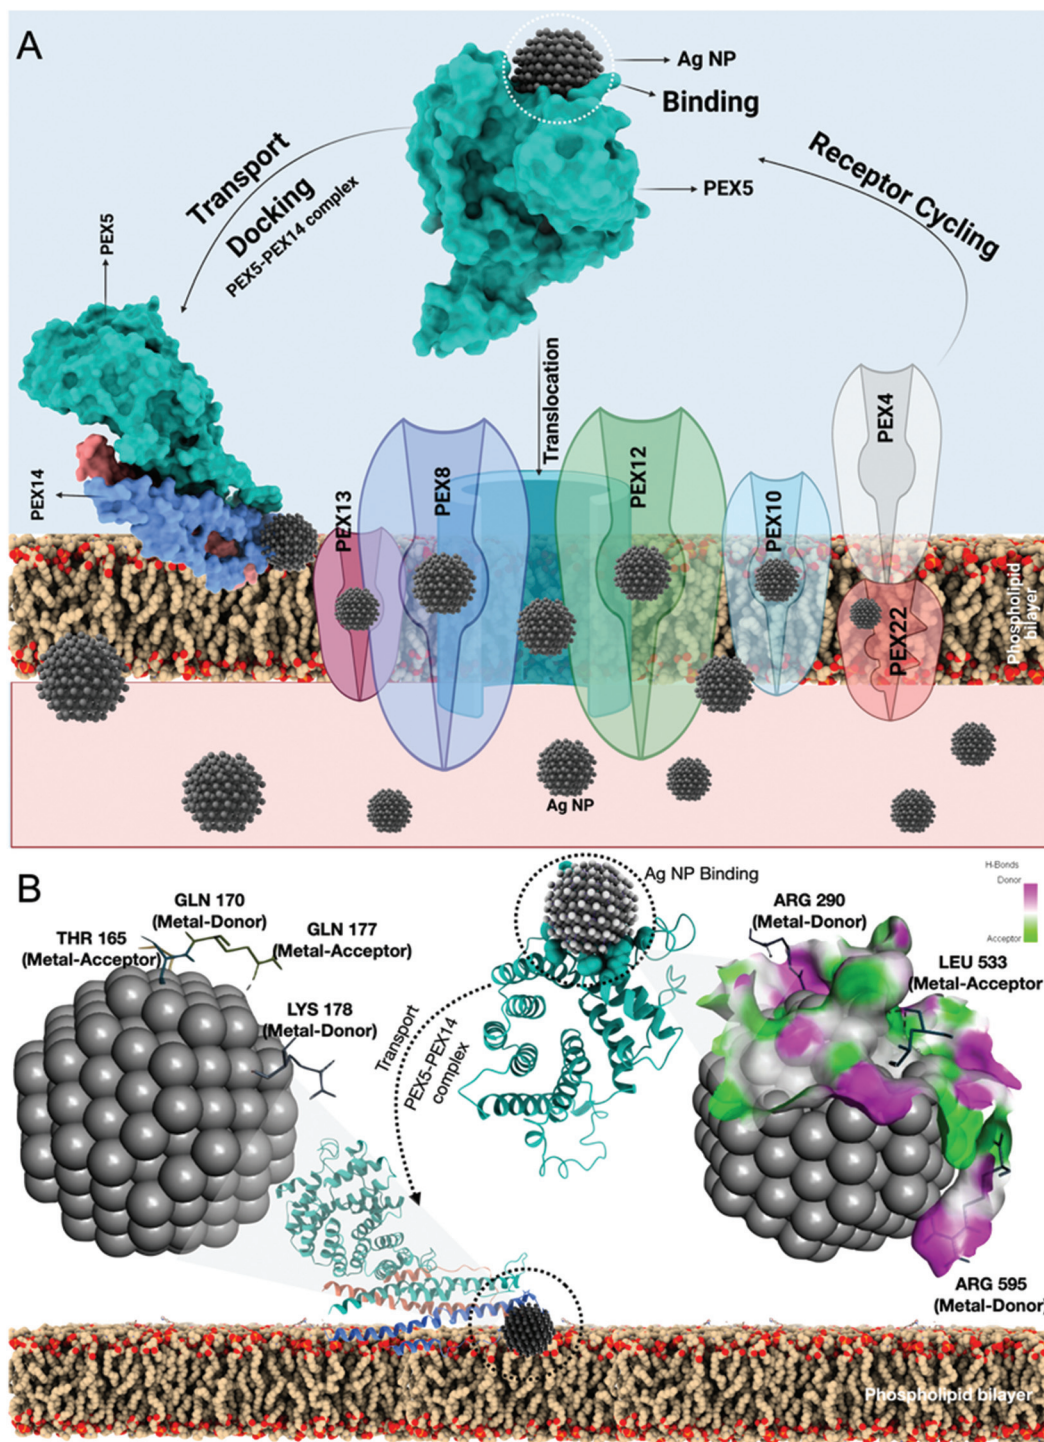 A
Ag NP
Binding
PEX5
Transport
Docking
PEX5-PEX14 complex
Receptor Cycling
PEX5
PEX14
Translocation
PEX13
PEX8
PEX12
PEX10
PEX4
PEX22
Phospholipid
bilayer
Ag NP
B
GLN 170
(Metal-Donor)
THR 165
(Metal-Acceptor)
GLN 177
(Metal-Acceptor)
LYS 178
(Metal-Donor)
Ag NP Binding
Transport
PEX5-PEX14
complex
H-Bonds
Donor
Acceptor
ARG 290
(Metal-Donor)
LEU 533
(Metal-Acceptor
ARG 595
(Metal-Donor)
Phospholipid bilayer